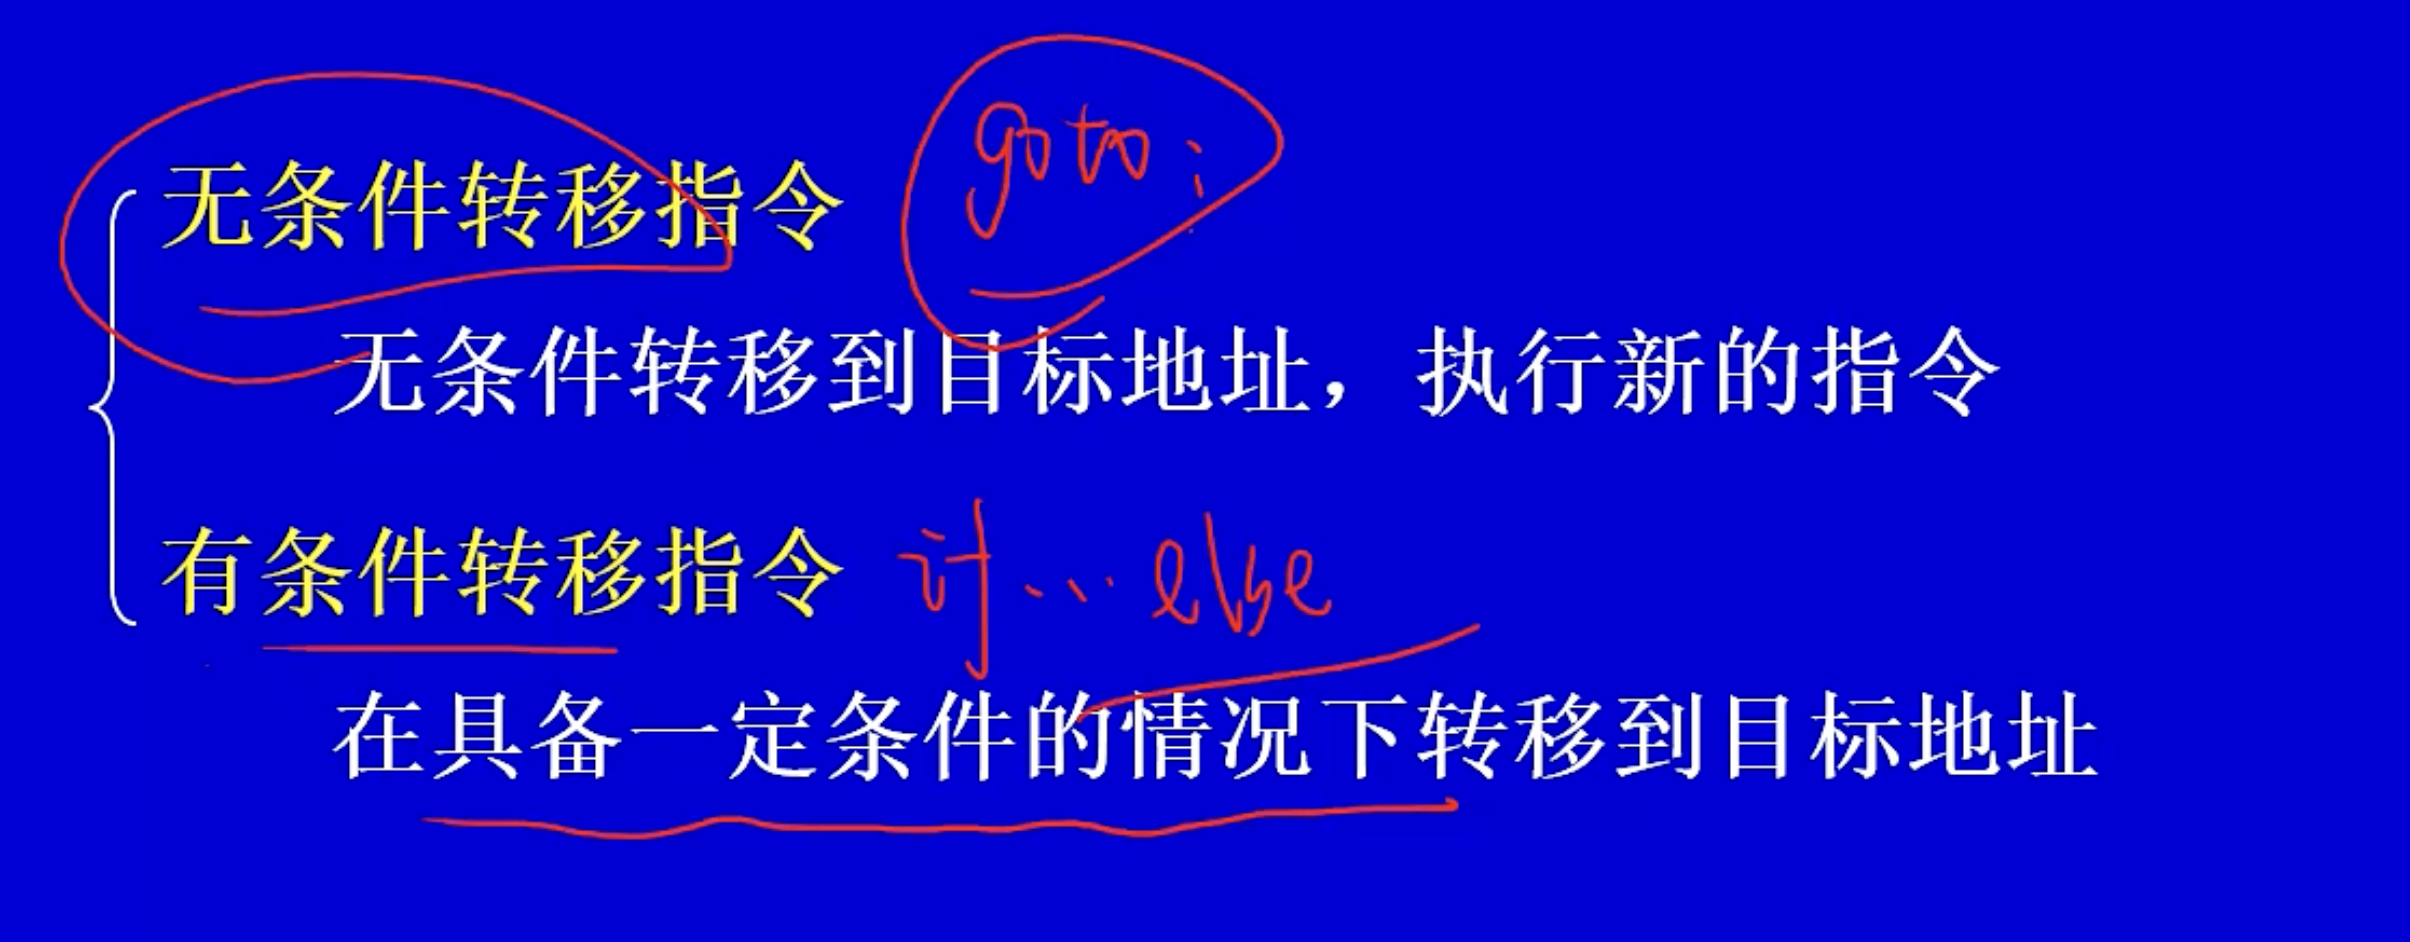 无条件转移指令 goto;
无条件转移到目标地址，执行新的指令
有条件转移指令 if... else
在具备一定条件的情况下转移到目标地址